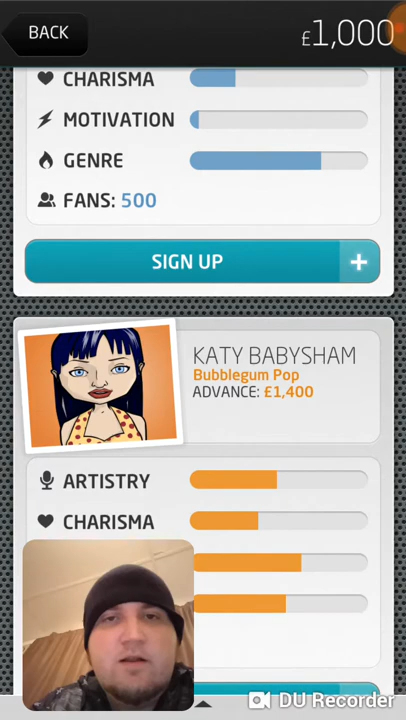 BACK
£1,000
CHARISMA
MOTIVATION
GENRE
FANS: 500
SIGN UP +
KATY BABYSHAM
Bubblegum Pop
ADVANCE: £1,400
ARTISTRY
CHARISMA
DU Recorder